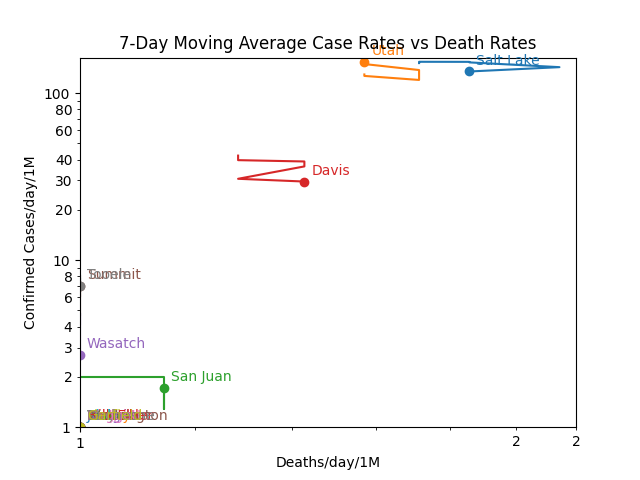 7-Day Moving Average Case Rates vs Death Rates
Utah
Salt Lake
100
80
60
40
Davis
30
20
Confirmed Cases/day/1M
10
8
Summit
6
4
3
Wasatch
2
San Juan
1
1
2
2
Deaths/day/1M